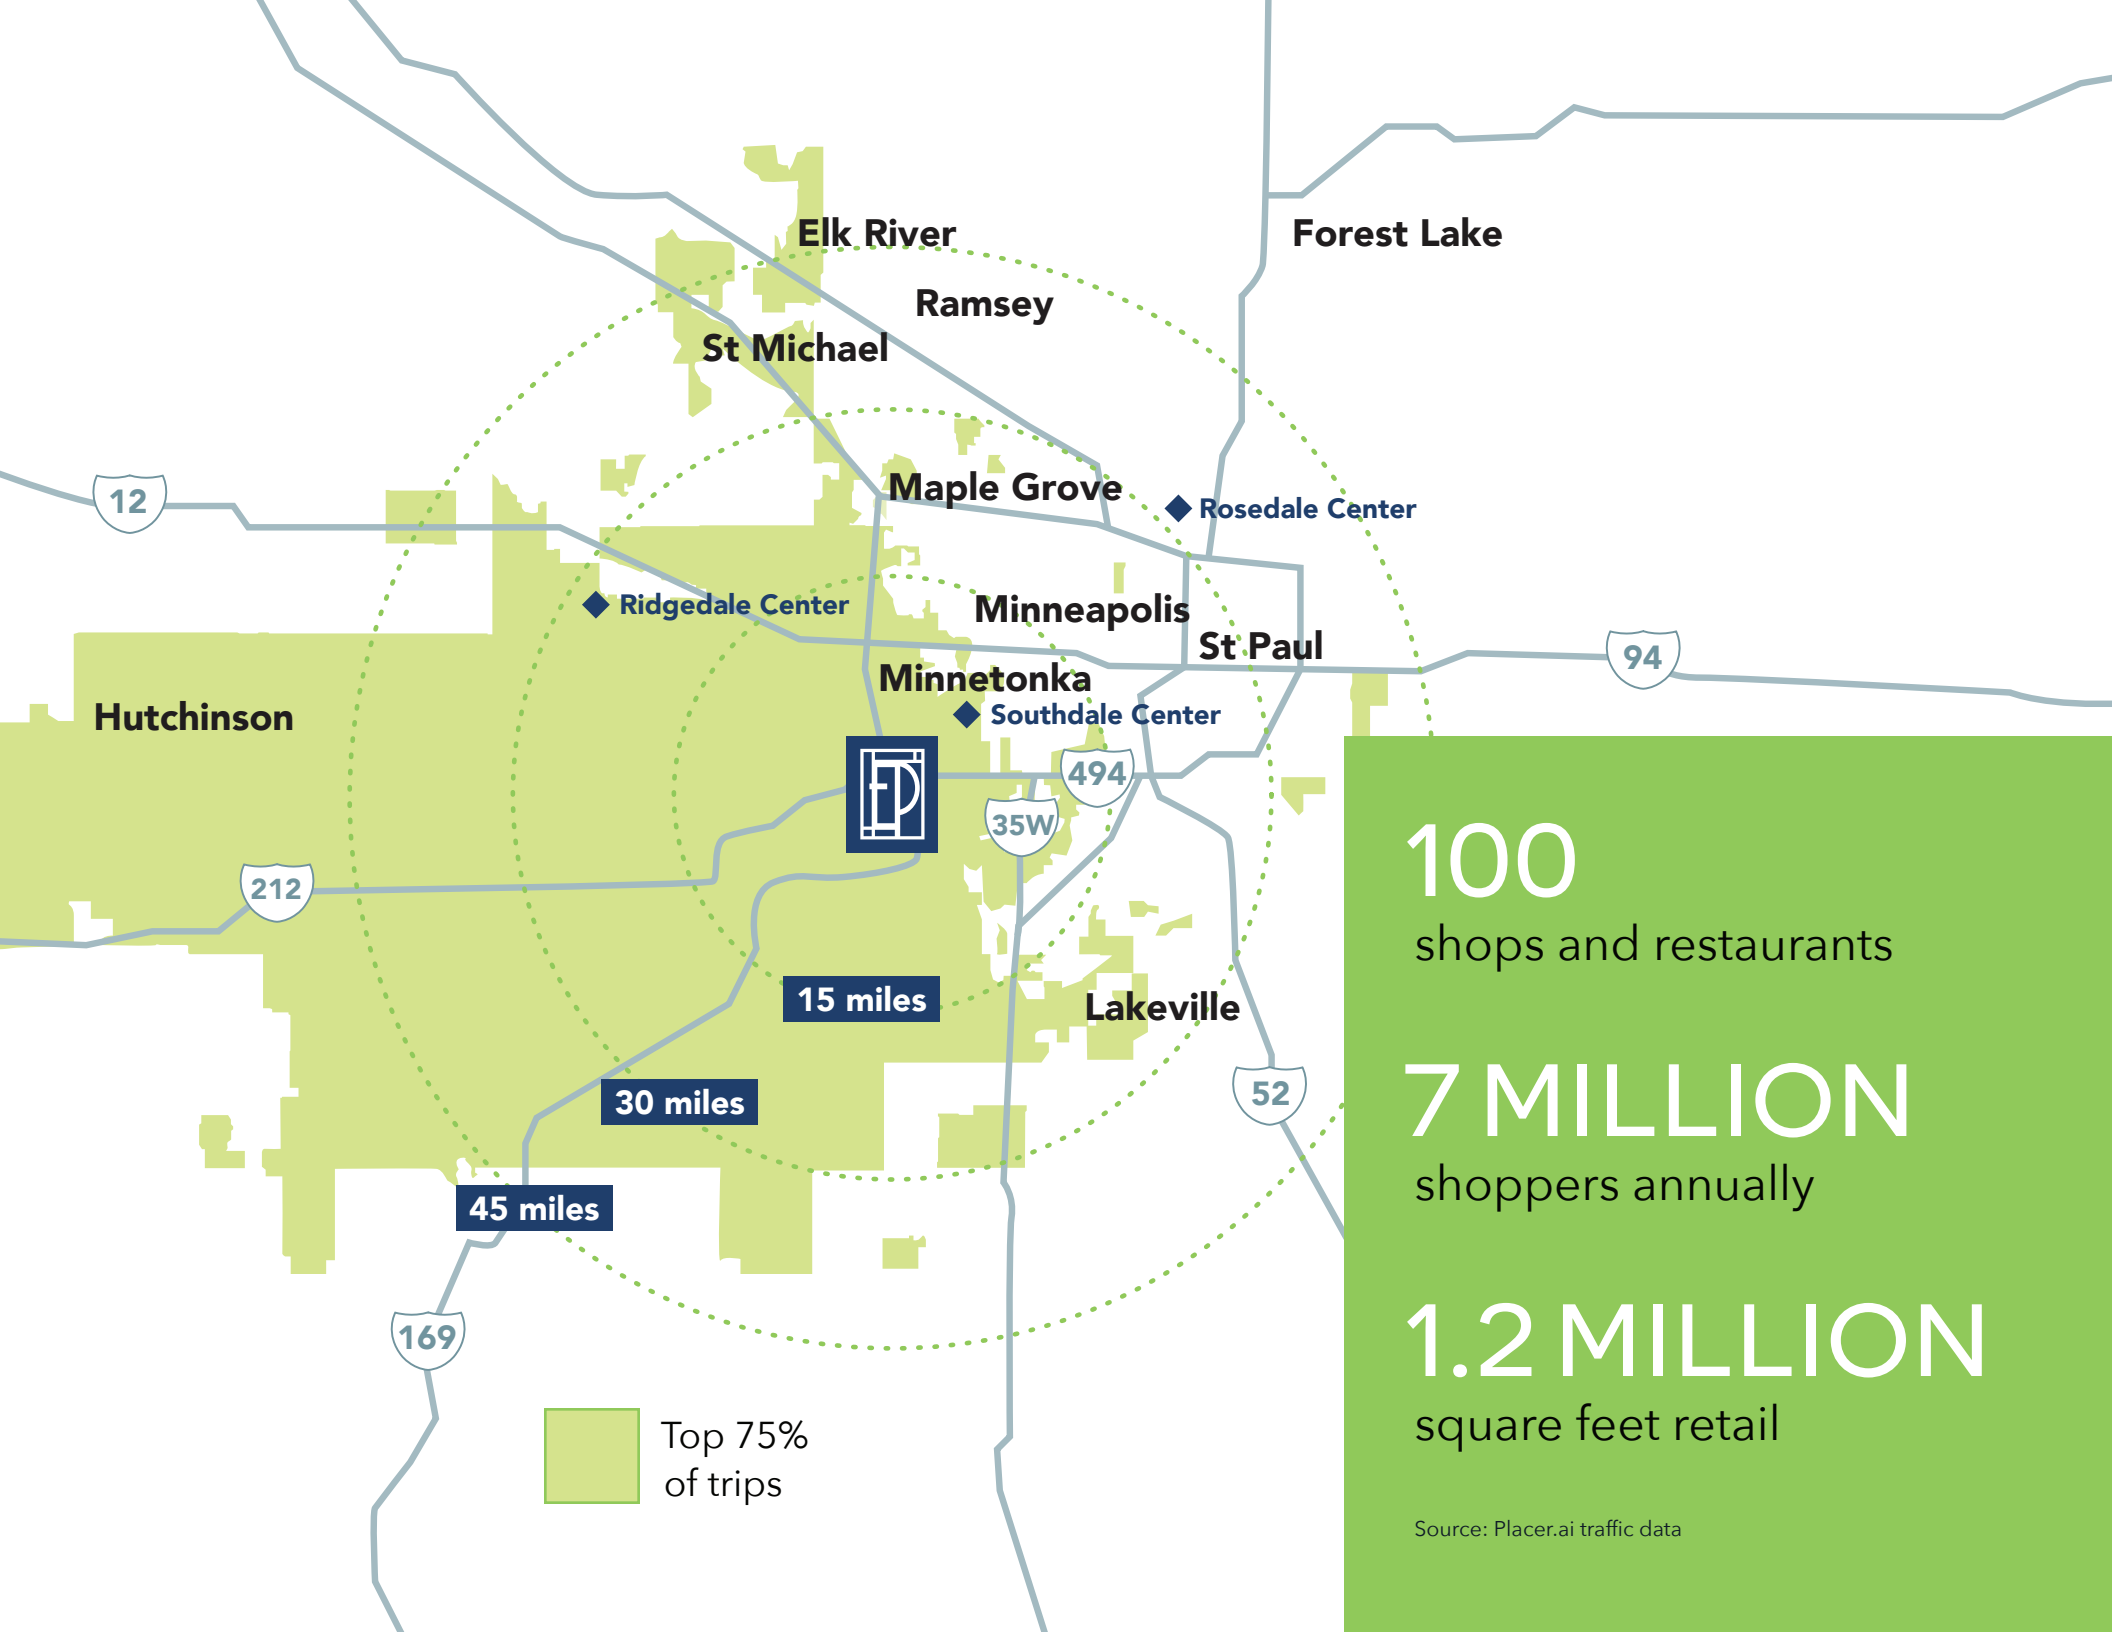 Elk River
Forest Lake
Ramsey
St Michael
Maple Grove
12
Rosedale Center
Ridgedale Center
Minneapolis
St Paul
94
Minnetonka
Hutchinson
Southdale Center
EP
494
35W
212
15 miles
Lakeville
30 miles
52
45 miles
169
Top 75%
of trips
100
shops and restaurants
7 MILLION
shoppers annually
1.2 MILLION
square feet retail
Source: Placer.ai traffic data